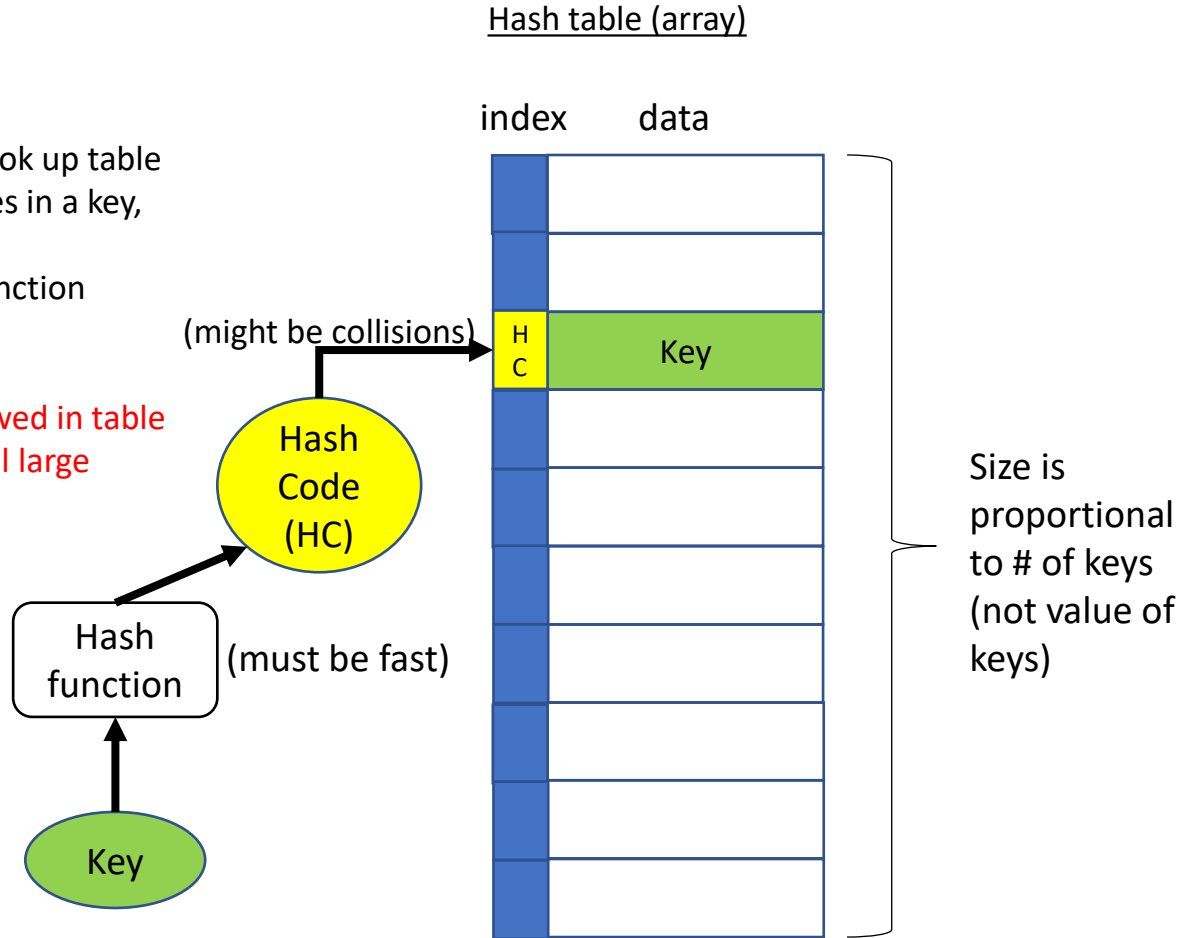 Hash table (array)
index data
ook up table
es in a key,
nction
(might be collisions)
ved in table
l large
H
C
Key
Hash
Code
(HC)
Size is
proportional
to # of keys
(not value of
keys)
Hash
function
(must be fast)
Key